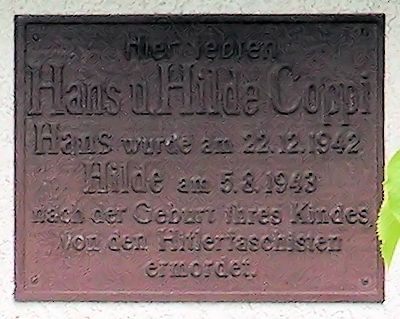 Hier lebten
Hans u Hilde Coppi
Hans wurde am 22.12.1942
Hilde am 5.8.1943
nach der Geburt ihres Kindes
von den Hitlerfaschisten
ermordet.